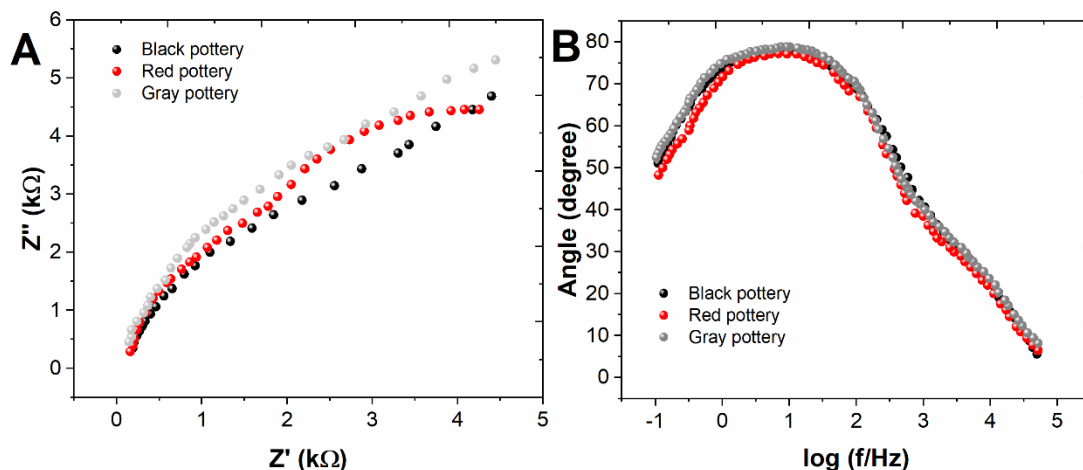 A
6
5
4
3
2
1
0
Z'' (kΩ)
Black pottery
Red pottery
Gray pottery
0 1 2 3 4 5
Z' (kΩ)
B
80
70
60
50
40
30
20
10
0
Angle (degree)
Black pottery
Red pottery
Gray pottery
-1 0 1 2 3 4 5
log (f/Hz)